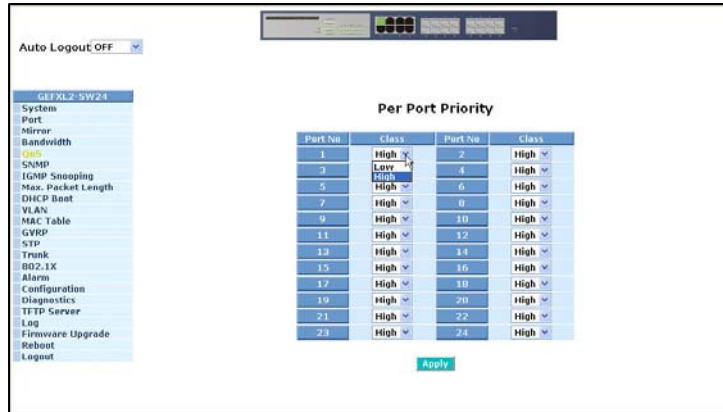 Auto Logout OFF
GEFXL2-SW24
System
Port
Mirror
Bandwidth
QoS
SNMP
IGMP Snooping
Max. Packet Length
DHCP Boot
VLAN
MAC Table
GVRP
STP
Trunk
802.1X
Alarm
Configuration
Diagnostics
TFTP Server
Log
Firmware Upgrade
Reboot
Logout
Per Port Priority
Port No Class Port No Class
1 High 2 High
Low
High
3 4 High
5 High 6 High
7 High 8 High
9 High 10 High
11 High 12 High
13 High 14 High
15 High 16 High
17 High 18 High
19 High 20 High
21 High 22 High
23 High 24 High
Apply